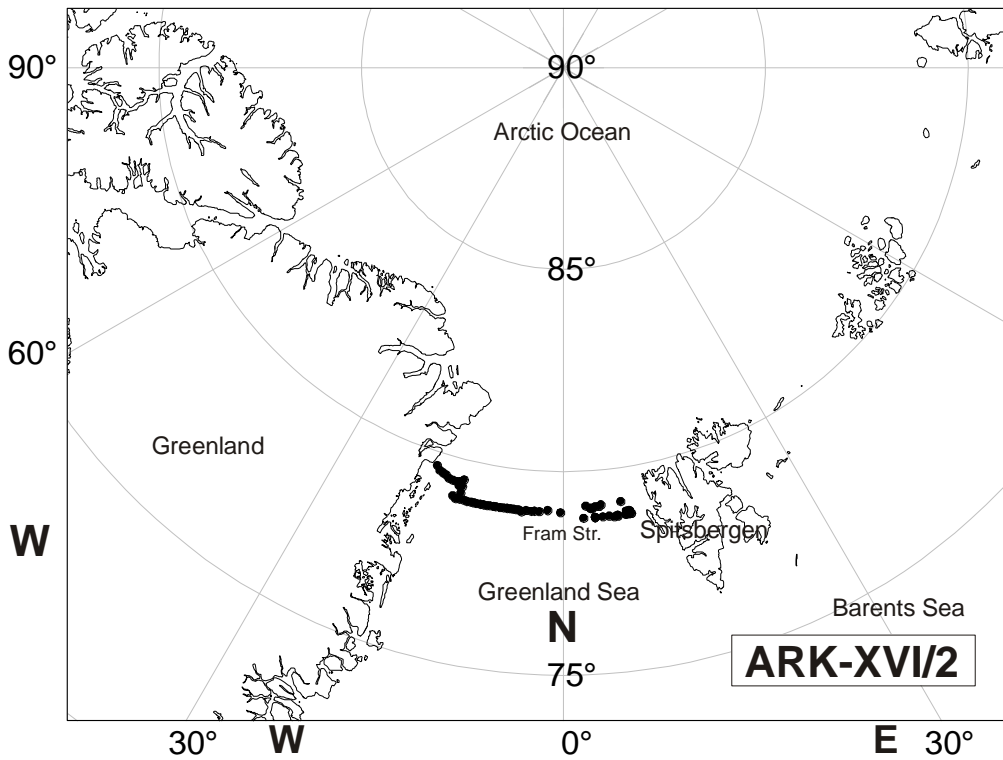 90°
90°
Arctic Ocean
85°
60°
Greenland
Fram Str.
Spitsbergen
W
Greenland Sea
Barents Sea
N
75°
ARK-XVI/2
30°
W
0°
E
30°